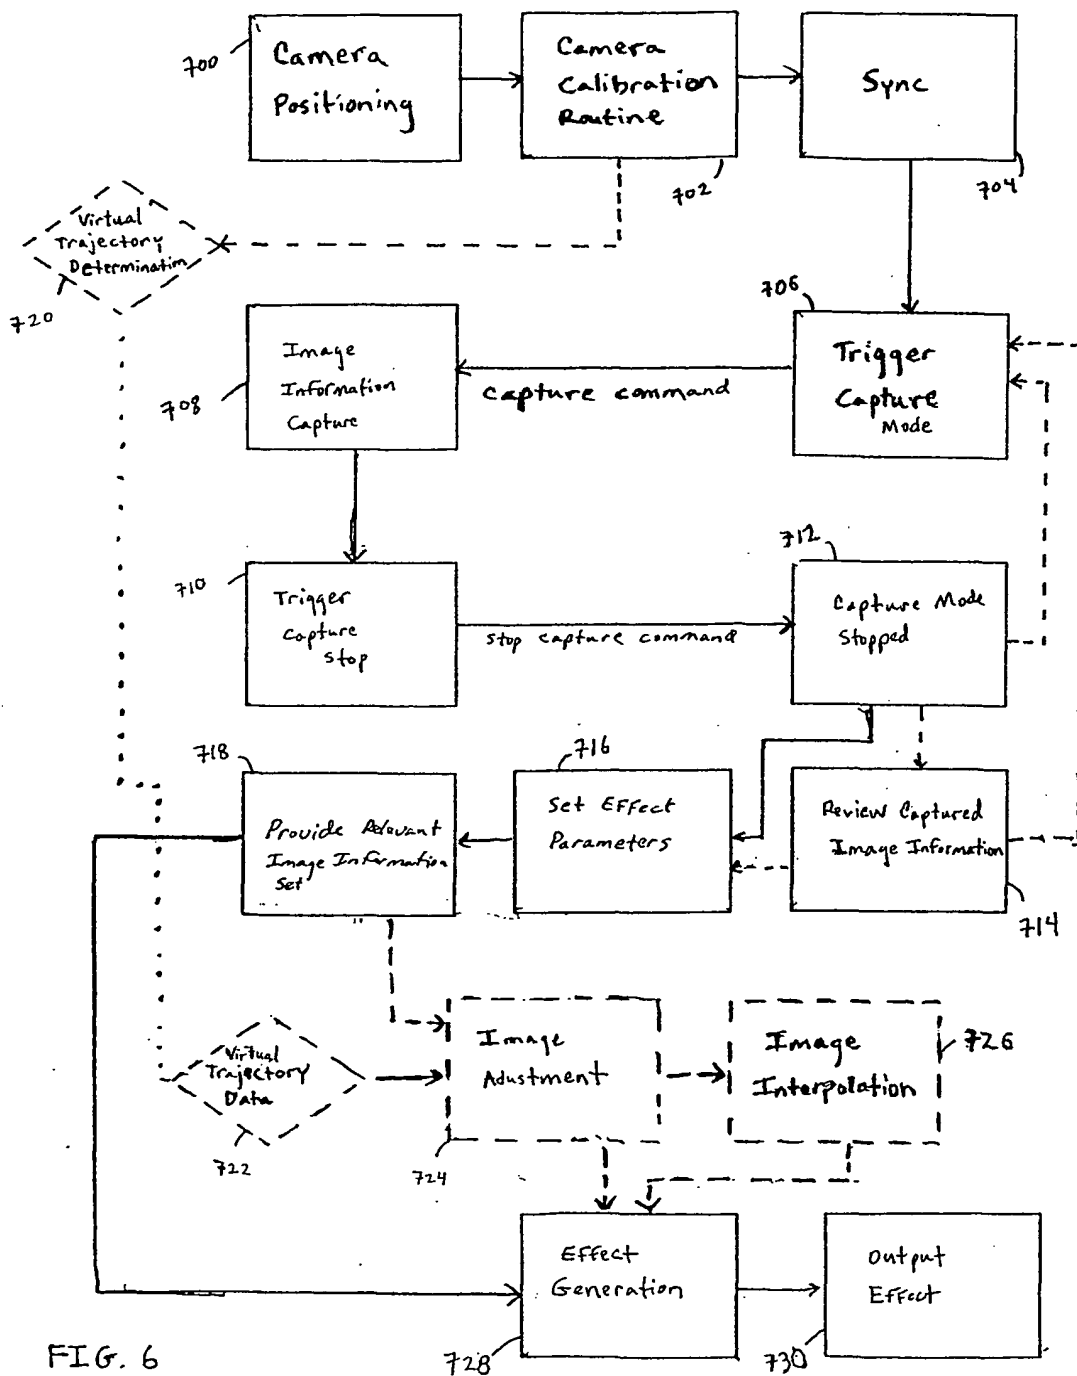 700
Camera
Positioning
Camera
Calibration
Routine
702
Sync
704
Virtual
Trajectory
Determination
720
706
Trigger
Capture
Mode
capture command
Image
Information
Capture
708
710
Trigger
Capture
Stop
stop capture command
712
Capture Mode
Stopped
718
Provide Relevant
Image Information
Set
716
Set Effect
Parameters
Review Captured
Image Information
714
Virtual
Trajectory
Data
722
Image
Adustment
724
Image
Interpolation
726
Effect
Generation
728
Output
Effect
730
FIG. 6